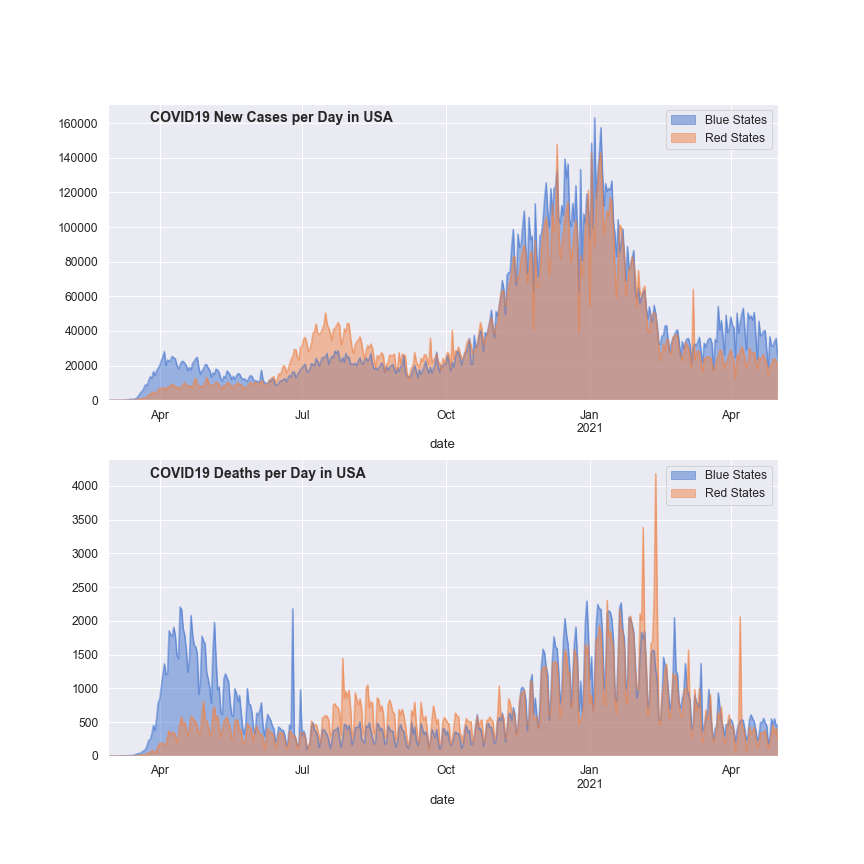 COVID19 New Cases per Day in USA
Blue States
Red States
160000
140000
120000
100000
80000
60000
40000
20000
0
Apr
Jul
Oct
Jan
2021
Apr
date
COVID19 Deaths per Day in USA
Blue States
Red States
4000
3500
3000
2500
2000
1500
1000
500
0
Apr
Jul
Oct
Jan
2021
Apr
date